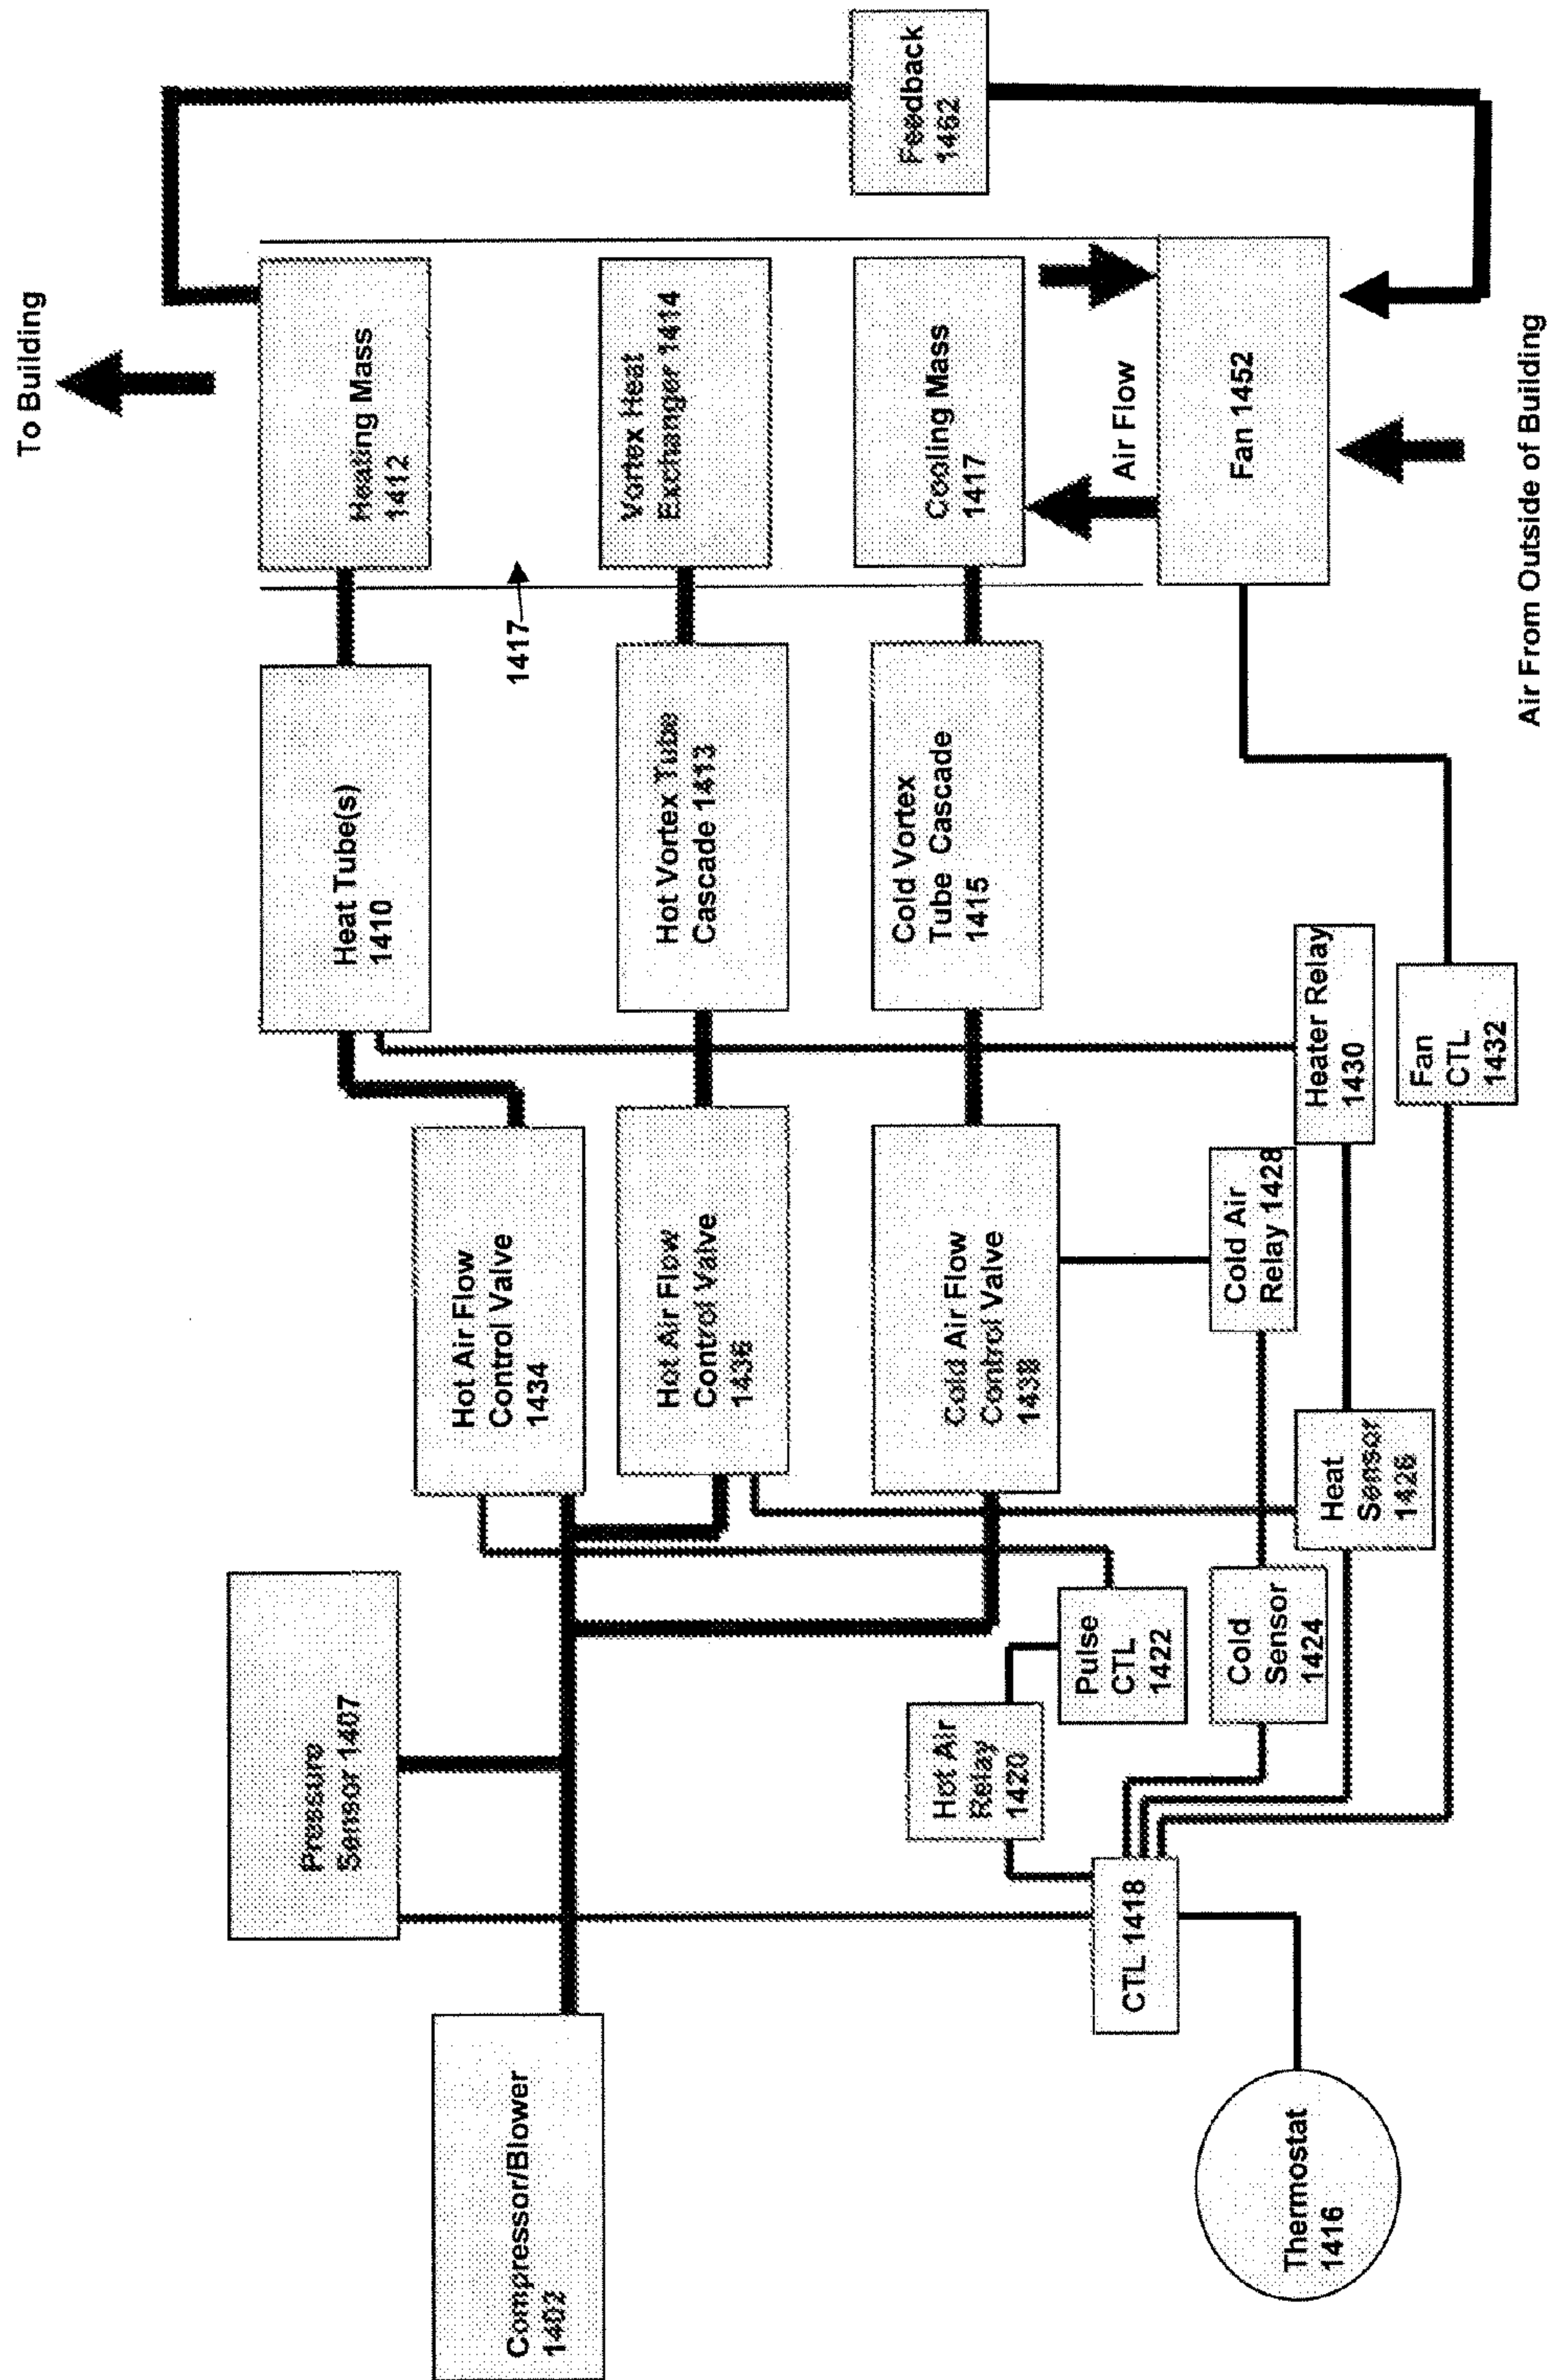 To Building
Pressure
Sensor 1407
Heat Tube(s)
1410
Heating Mass
1412
Compressor/Blower
1402
Hot Air Flow
Control Valve
1434
1417
Hot Air Flow
Control Valve
1436
Hot Vortex Tube
Cascade 1413
Vortex Heat
Exchanger 1414
Feedback
1462
Cold Air Flow
Control Valve
1438
Cold Vortex
Tube Cascade
1415
Cooling Mass
1417
Hot Air
Relay
1420
Pulse
CTL
1422
Air Flow
CTL 1418
Cold
Sensor
1424
Cold Air
Relay 1428
Fan 1452
Thermostat
1416
Heat
Sensor
1426
Heater Relay
1430
Fan
CTL
1432
Air From Outside of Building